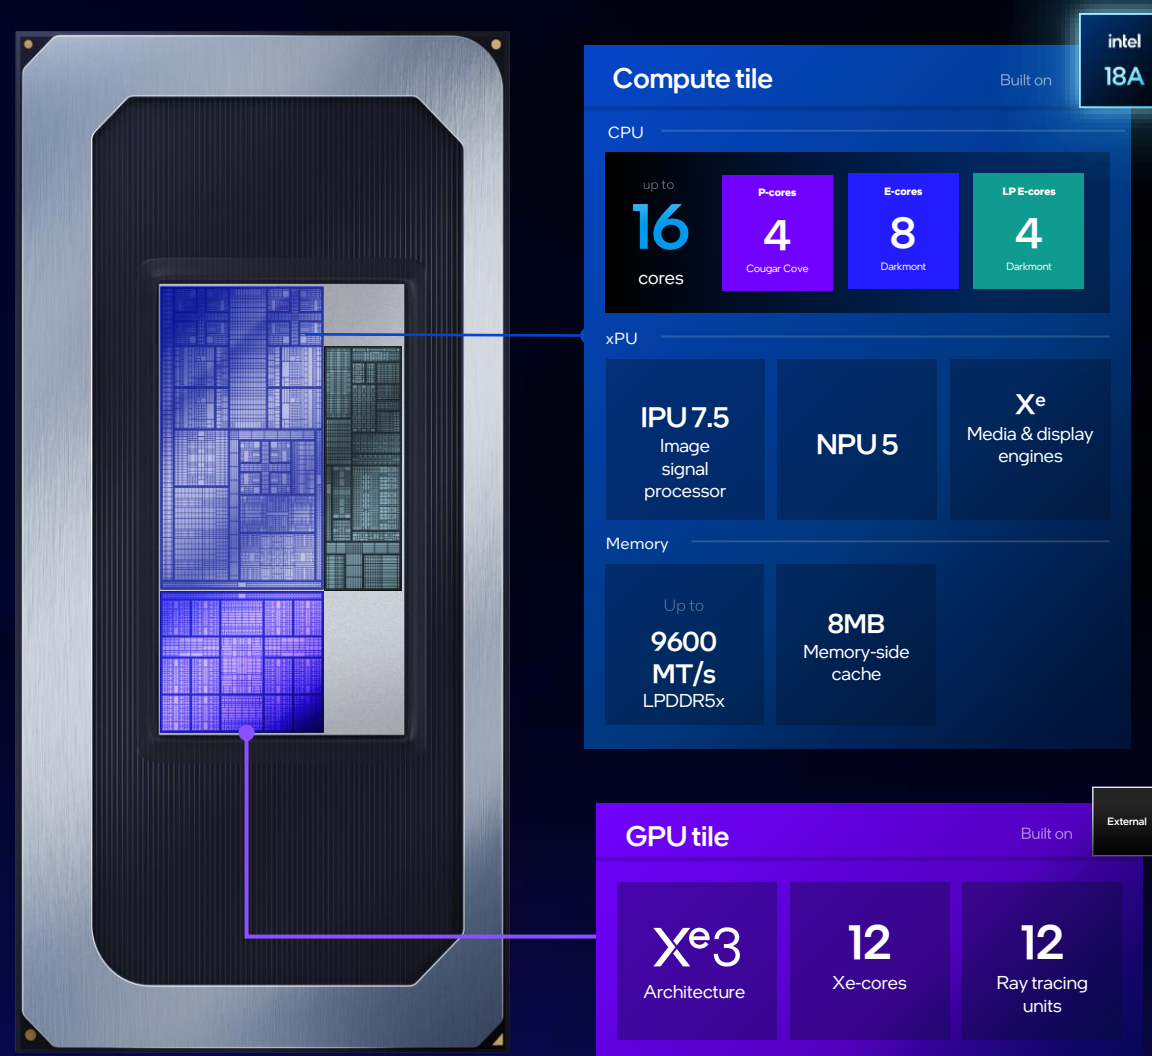 intel
18A
Compute tile
Built on
CPU
up to
16
cores
P-cores
4
Cougar Cove
E-cores
8
Darkmont
LP E-cores
4
Darkmont
xPU
IPU 7.5
Image
signal
processor
NPU 5
Xᵉ
Media & display
engines
Memory
Up to
9600
MT/s
LPDDR5x
8MB
Memory-side
cache
GPU tile
Built on
External
Xᵉ3
Architecture
12
Xe-cores
12
Ray tracing
units